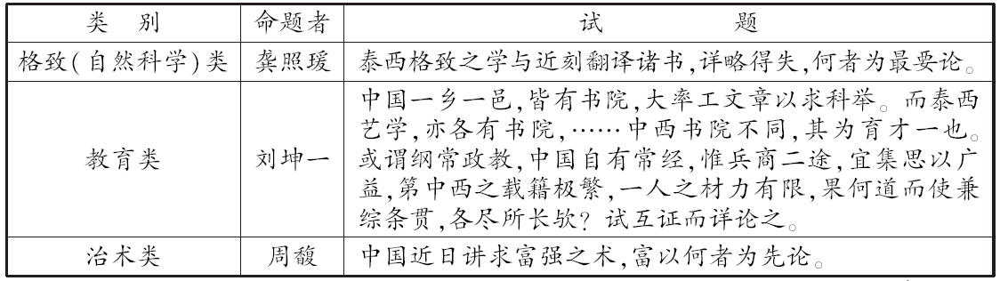 类 别 命题者 试 题
格致(自然科学)类 龚照瑗 泰西格致之学与近刻翻译诸书,详略得失,何者为最要论。
中国一乡一邑,皆有书院,大率工文章以求科举。而泰西
艺学,亦各有书院,……中西书院不同,其为育才一也。
教育类 刘坤一 或谓纲常政教,中国自有常经,惟兵商二途,宜集思以广
益,第中西之载籍极繁,一人之材力有限,果何道而使兼
综条贯,各尽所长欤?试互证而详论之。
治术类 周馥 中国近日讲求富强之术,富以何者为先论。